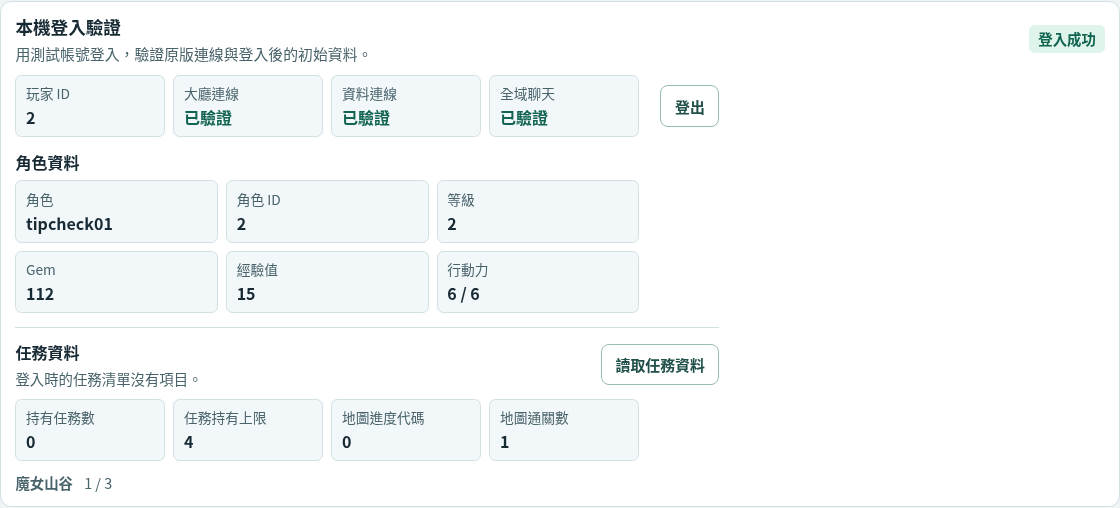 本機登入驗證
登入成功
用測試帳號登入，驗證原版連線與登入後的初始資料。
玩家 ID
2
大廳連線
已驗證
資料連線
已驗證
全域聊天
已驗證
登出
角色資料
角色
tipcheck01
角色 ID
2
等級
2
Gem
112
經驗值
15
行動力
6 / 6
任務資料
登入時的任務清單沒有項目。
讀取任務資料
持有任務數
0
任務持有上限
4
地圖進度代碼
0
地圖通關數
1
魔女山谷 1 / 3